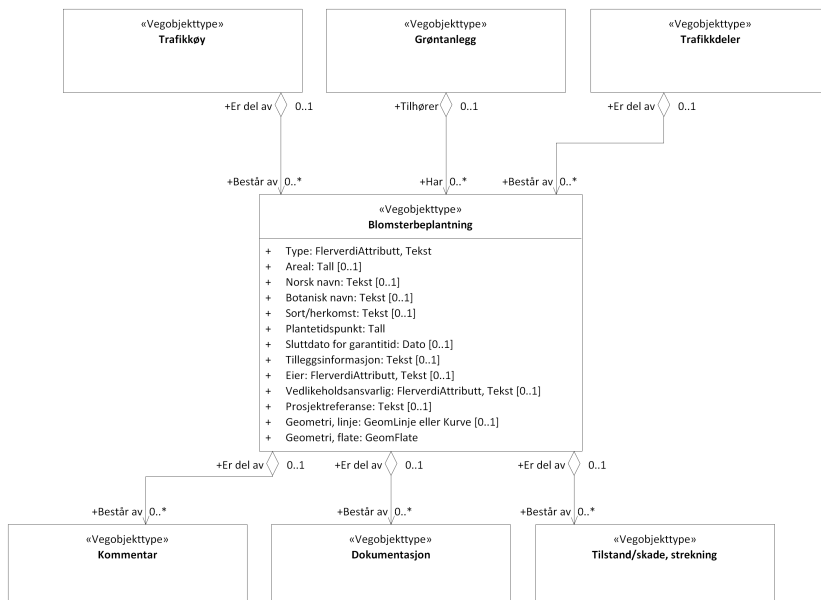 «Vegobjekttype»
Trafikkøy
«Vegobjekttype»
Grøntanlegg
«Vegobjekttype»
Trafikkdeler
+Er del av 0..1
+Tilhører 0..1
+Er del av 0..1
+Består av 0..*
+Har 0..*
+Består av 0..*
«Vegobjekttype»
Blomsterbeplantning
+ Type: FlerverdiAttributt, Tekst
+ Areal: Tall [0..1]
+ Norsk navn: Tekst [0..1]
+ Botanisk navn: Tekst [0..1]
+ Sort/herkomst: Tekst [0..1]
+ Plantetidspunkt: Tall
+ Sluttdato for garantitid: Dato [0..1]
+ Tilleggsinformasjon: Tekst [0..1]
+ Eier: FlerverdiAttributt, Tekst [0..1]
+ Vedlikeholdsansvarlig: FlerverdiAttributt, Tekst [0..1]
+ Prosjektreferanse: Tekst [0..1]
+ Geometri, linje: GeomLinje eller Kurve [0..1]
+ Geometri, flate: GeomFlate
+Er del av 0..1
+Er del av 0..1
+Er del av 0..1
+Består av 0..*
+Består av 0..*
+Består av 0..*
«Vegobjekttype»
Kommentar
«Vegobjekttype»
Dokumentasjon
«Vegobjekttype»
Tilstand/skade, strekning